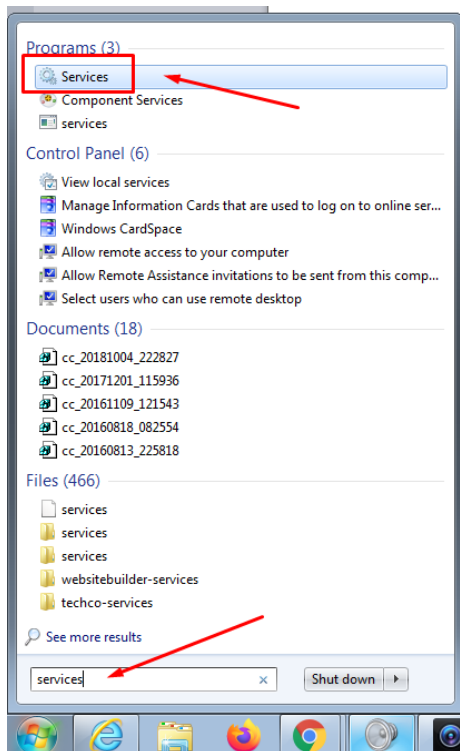 Programs (3)
Services
Component Services
services
Control Panel (6)
View local services
Manage Information Cards that are used to log on to online ser...
Windows CardSpace
Allow remote access to your computer
Allow Remote Assistance invitations to be sent from this comp...
Select users who can use remote desktop
Documents (18)
cc_20181004_222827
cc_20171201_115936
cc_20161109_121543
cc_20160818_082554
cc_20160813_225818
Files (466)
services
services
services
websitebuilder-services
techco-services
See more results
services
Shut down